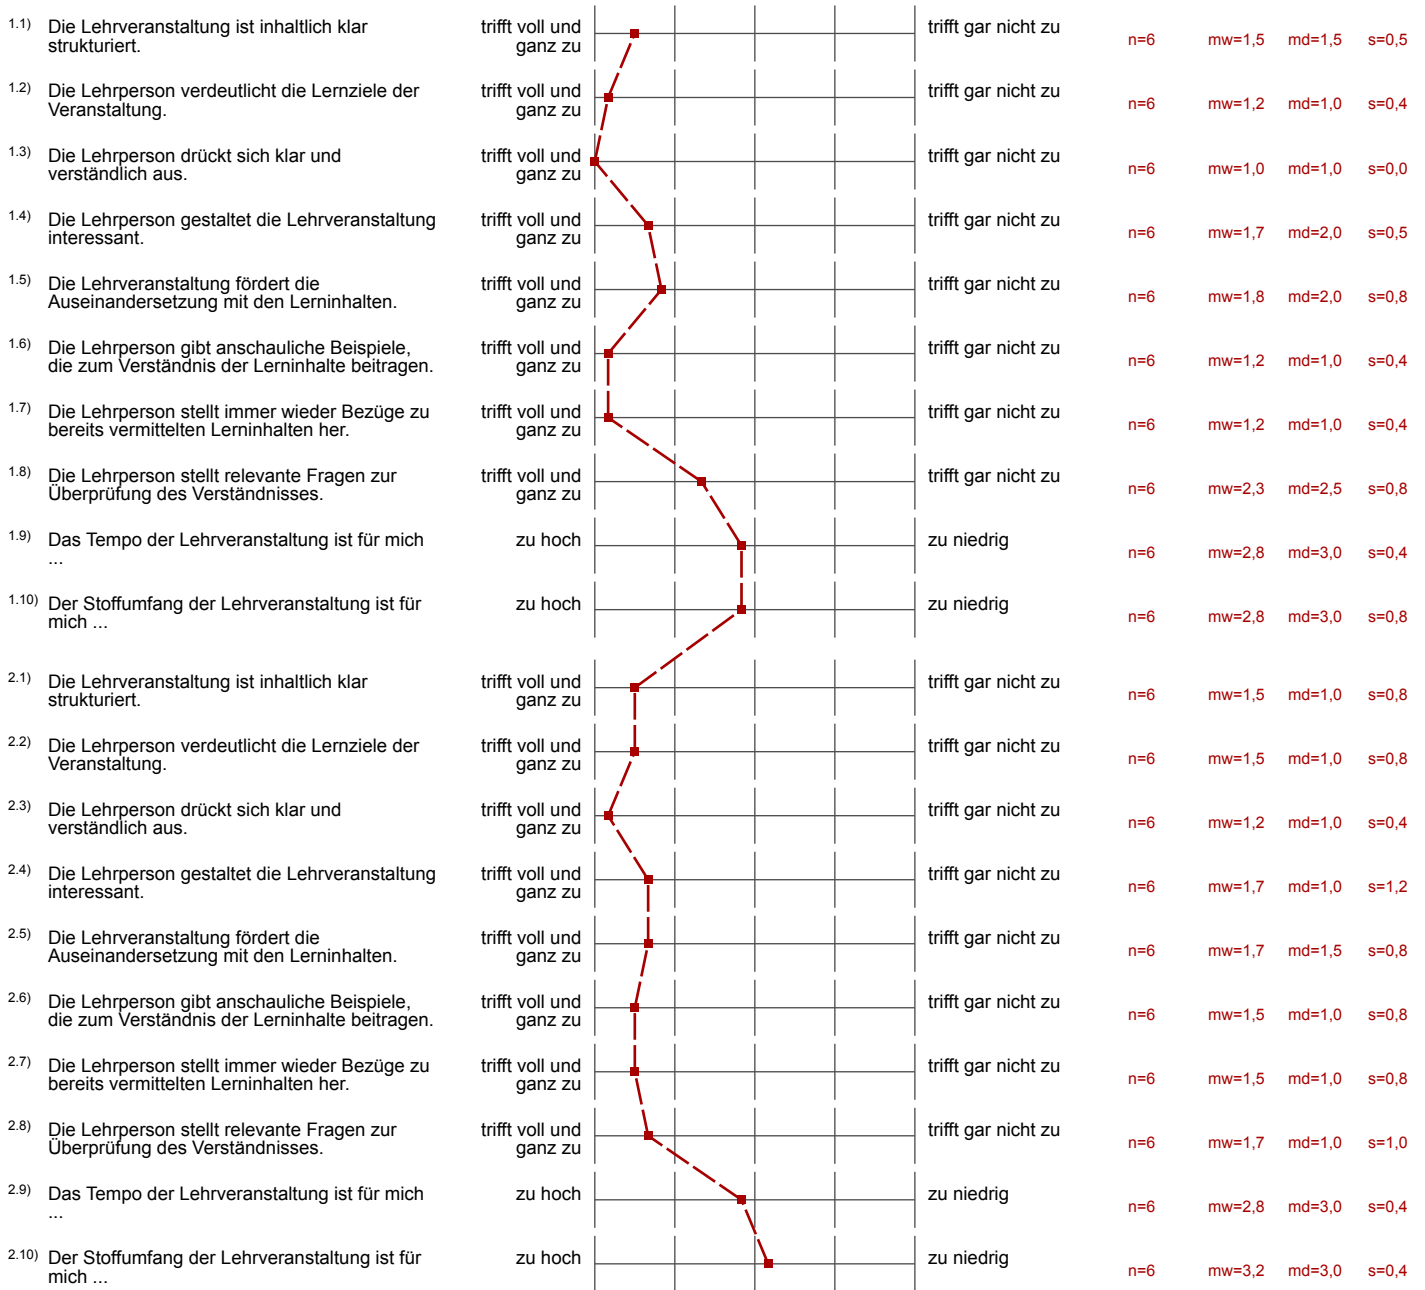 1.1) Die Lehrveranstaltung ist inhaltlich klar strukturiert. trifft voll und ganz zu trifft gar nicht zu n=6 mw=1,5 md=1,5 s=0,5
1.2) Die Lehrperson verdeutlicht die Lernziele der Veranstaltung. trifft voll und ganz zu trifft gar nicht zu n=6 mw=1,2 md=1,0 s=0,4
1.3) Die Lehrperson drückt sich klar und verständlich aus. trifft voll und ganz zu trifft gar nicht zu n=6 mw=1,0 md=1,0 s=0,0
1.4) Die Lehrperson gestaltet die Lehrveranstaltung interessant. trifft voll und ganz zu trifft gar nicht zu n=6 mw=1,7 md=2,0 s=0,5
1.5) Die Lehrveranstaltung fördert die Auseinandersetzung mit den Lerninhalten. trifft voll und ganz zu trifft gar nicht zu n=6 mw=1,8 md=2,0 s=0,8
1.6) Die Lehrperson gibt anschauliche Beispiele, die zum Verständnis der Lerninhalte beitragen. trifft voll und ganz zu trifft gar nicht zu n=6 mw=1,2 md=1,0 s=0,4
1.7) Die Lehrperson stellt immer wieder Bezüge zu bereits vermittelten Lerninhalten her. trifft voll und ganz zu trifft gar nicht zu n=6 mw=1,2 md=1,0 s=0,4
1.8) Die Lehrperson stellt relevante Fragen zur Überprüfung des Verständnisses. trifft voll und ganz zu trifft gar nicht zu n=6 mw=2,3 md=2,5 s=0,8
1.9) Das Tempo der Lehrveranstaltung ist für mich ... zu hoch zu niedrig n=6 mw=2,8 md=3,0 s=0,4
1.10) Der Stoffumfang der Lehrveranstaltung ist für mich ... zu hoch zu niedrig n=6 mw=2,8 md=3,0 s=0,8
2.1) Die Lehrveranstaltung ist inhaltlich klar strukturiert. trifft voll und ganz zu trifft gar nicht zu n=6 mw=1,5 md=1,0 s=0,8
2.2) Die Lehrperson verdeutlicht die Lernziele der Veranstaltung. trifft voll und ganz zu trifft gar nicht zu n=6 mw=1,5 md=1,0 s=0,8
2.3) Die Lehrperson drückt sich klar und verständlich aus. trifft voll und ganz zu trifft gar nicht zu n=6 mw=1,2 md=1,0 s=0,4
2.4) Die Lehrperson gestaltet die Lehrveranstaltung interessant. trifft voll und ganz zu trifft gar nicht zu n=6 mw=1,7 md=1,0 s=1,2
2.5) Die Lehrveranstaltung fördert die Auseinandersetzung mit den Lerninhalten. trifft voll und ganz zu trifft gar nicht zu n=6 mw=1,7 md=1,5 s=0,8
2.6) Die Lehrperson gibt anschauliche Beispiele, die zum Verständnis der Lerninhalte beitragen. trifft voll und ganz zu trifft gar nicht zu n=6 mw=1,5 md=1,0 s=0,8
2.7) Die Lehrperson stellt immer wieder Bezüge zu bereits vermittelten Lerninhalten her. trifft voll und ganz zu trifft gar nicht zu n=6 mw=1,5 md=1,0 s=0,8
2.8) Die Lehrperson stellt relevante Fragen zur Überprüfung des Verständnisses. trifft voll und ganz zu trifft gar nicht zu n=6 mw=1,7 md=1,0 s=1,0
2.9) Das Tempo der Lehrveranstaltung ist für mich ... zu hoch zu niedrig n=6 mw=2,8 md=3,0 s=0,4
2.10) Der Stoffumfang der Lehrveranstaltung ist für mich ... zu hoch zu niedrig n=6 mw=3,2 md=3,0 s=0,4